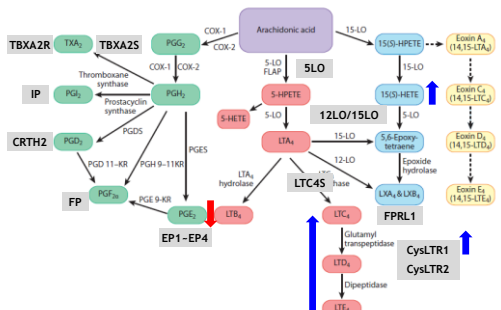 Arachidonic acid
COX-1
COX-2
15-LO
TBXA2R
TXA₂
TBXA2S
PGG₂
15(S)-HPETE
Eoxin A₄
(14,15-LTA₄)
5-LO
FLAP
5LO
COX-1
COX-2
Thromboxane
synthase
15-LO
IP
PGI₂
PGH₂
5-HPETE
15(S)-HETE
Eoxin C₄
(14,15-LTC₄)
Prostacyclin
synthase
5-HETE
5-LO
12LO/15LO
5-LO
PGDS
CRTH2
PGD₂
LTA₄
15-LO
5,6-Epoxy-
tetraene
Eoxin D₄
(14,15-LTD₄)
PGES
PGD 11–KR
PGH 9–11KR
12-LO
Epoxide
hydrolase
LTA₄
hydrolase
LTC4S
FP
PGF₂α
LXA₄ & LXB₄
Eoxin E₄
(14,15-LTE₄)
PGE 9-KR
PGE₂
LTB₄
LTC₄
FPRL1
EP1~EP4
Glutamyl
transpeptidase
CysLTR1
CysLTR2
LTD₄
Dipeptidase